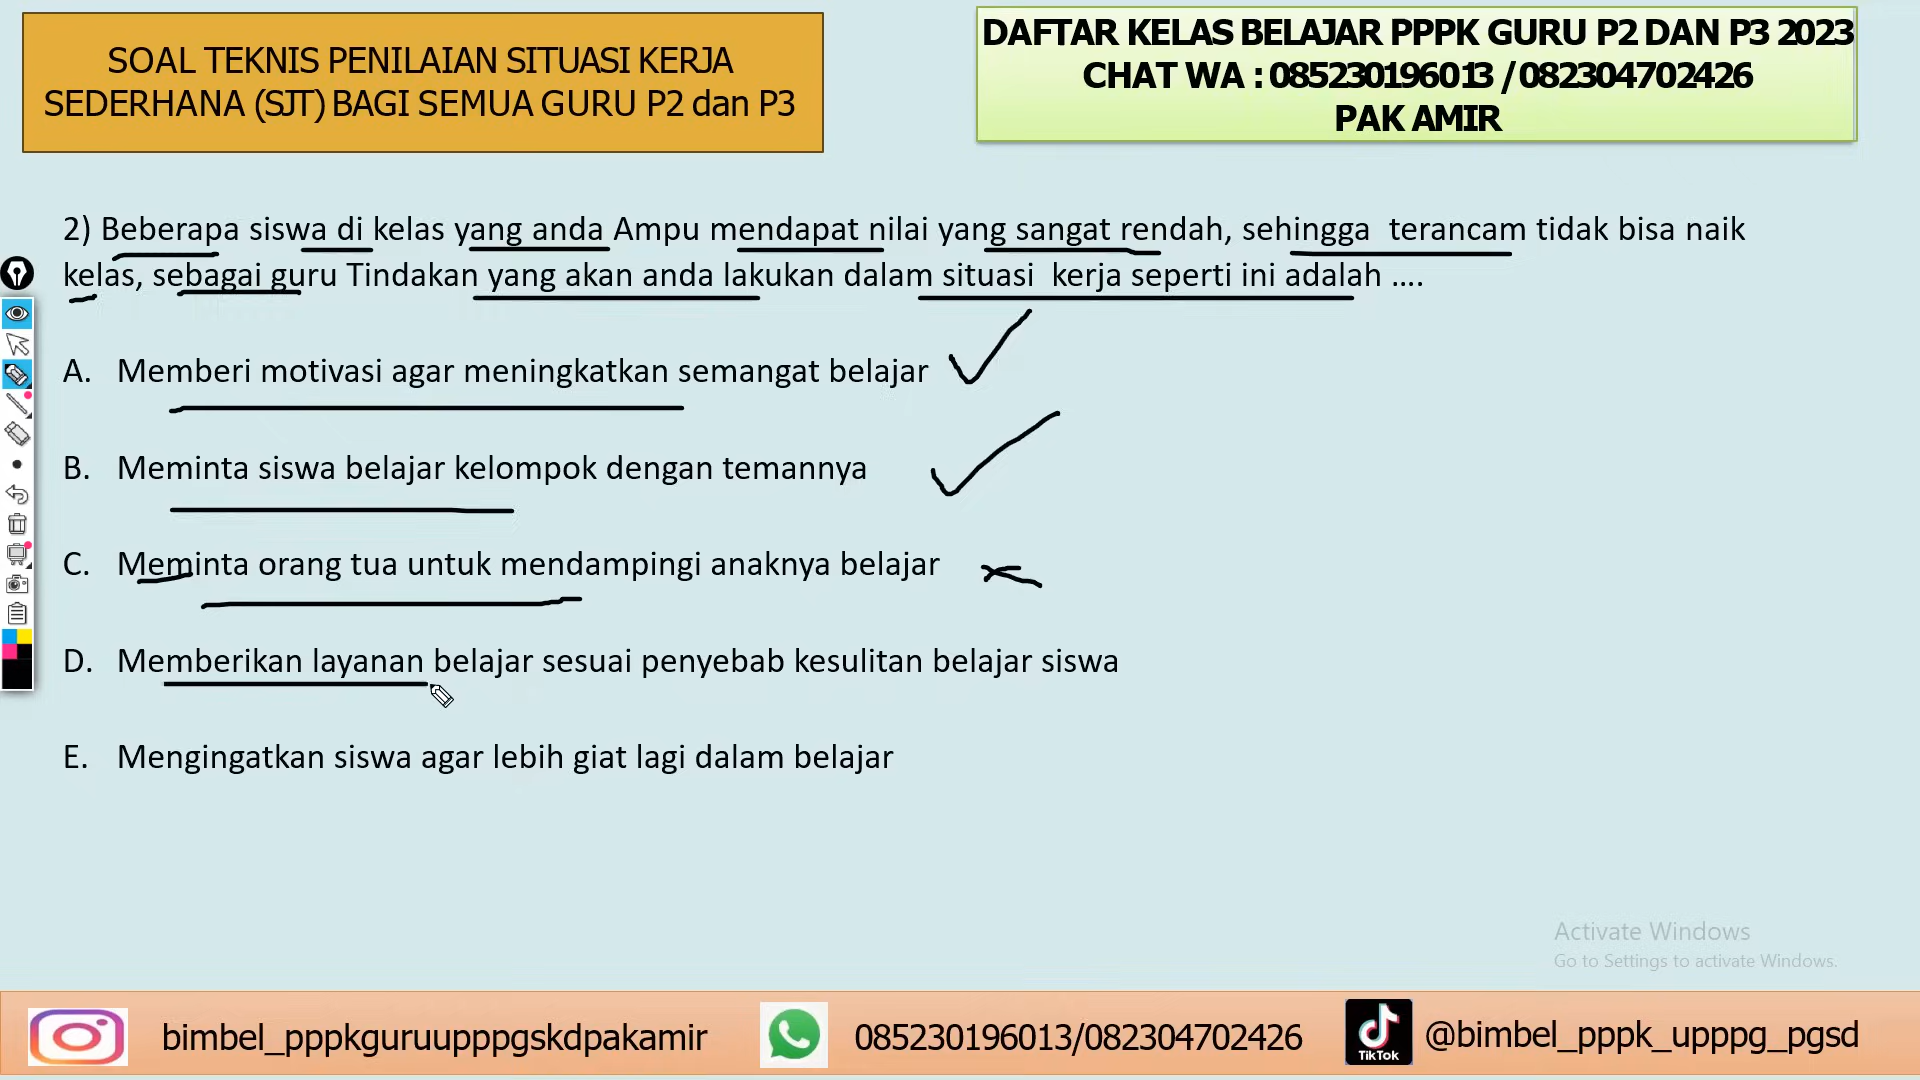 SOAL TEKNIS PENILAIAN SITUASI KERJA
SEDERHANA (SJT) BAGI SEMUA GURU P2 dan P3
DAFTAR KELAS BELAJAR PPPK GURU P2 DAN P3 2023
CHAT WA : 085230196013 / 082304702426
PAK AMIR
2) Beberapa siswa di kelas yang anda Ampu mendapat nilai yang sangat rendah, sehingga terancam tidak bisa naik
kelas, sebagai guru Tindakan yang akan anda lakukan dalam situasi kerja seperti ini adalah ....
A. Memberi motivasi agar meningkatkan semangat belajar
B. Meminta siswa belajar kelompok dengan temannya
C. Meminta orang tua untuk mendampingi anaknya belajar
D. Memberikan layanan belajar sesuai penyebab kesulitan belajar siswa
E. Mengingatkan siswa agar lebih giat lagi dalam belajar
Activate Windows
Go to Settings to activate Windows.
bimbel_pppkguruupppgskdpakamir
085230196013/082304702426
TikTok
@bimbel_pppk_upppg_pgsd